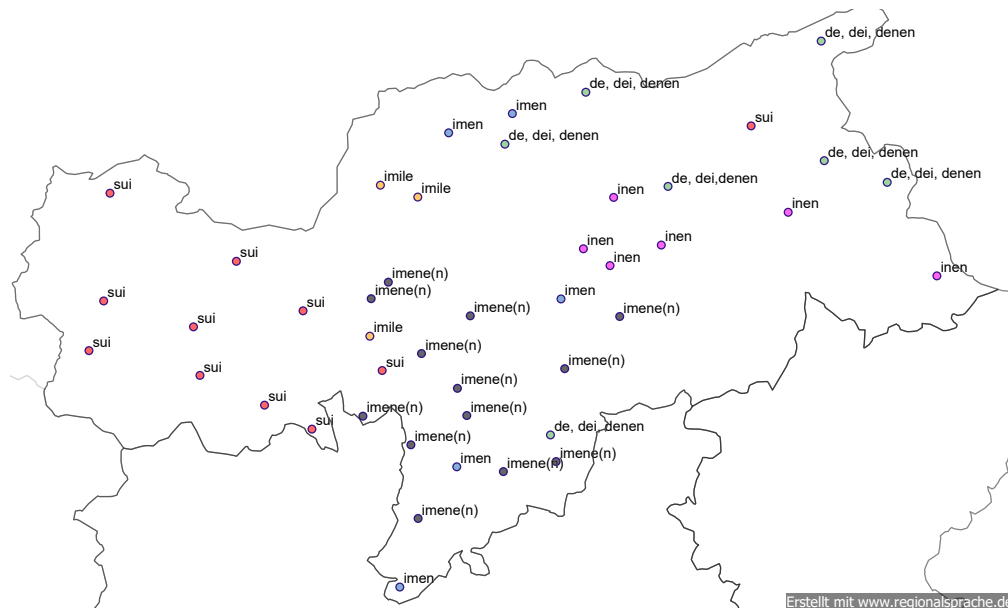 de, dei, denen
de, dei, denen
imen
sui
imen
de, dei, denen
de, dei, denen
imile
de, dei,denen
de, dei, denen
sui
imile
inen
inen
inen
inen
sui
inen
inen
imene(n)
imene(n)
imen
sui
sui
imene(n)
imene(n)
sui
imile
sui
imene(n)
sui
sui
imene(n)
imene(n)
sui
imene(n)
imene(n)
sui
de, dei, denen
imene(n)
imene(n)
imen
imene(n)
imene(n)
imen
Erstellt mit www.regionalsprache.de